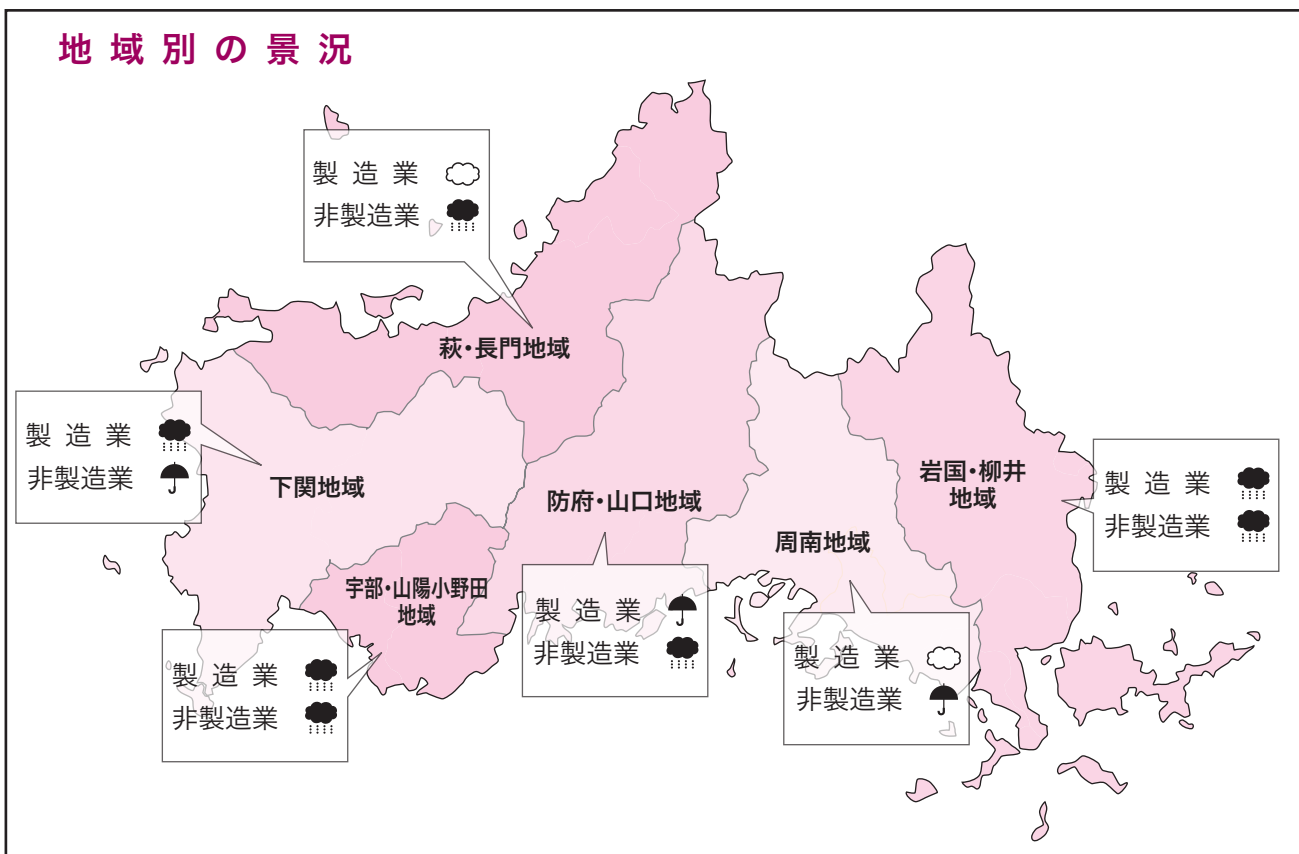 地域別の景況
製造業
非製造業
萩・長門地域
製造業
非製造業
下関地域
防府・山口地域
岩国・柳井
地域
製造業
非製造業
周南地域
宇部・山陽小野田
地域
製造業
非製造業
製造業
非製造業
製造業
非製造業